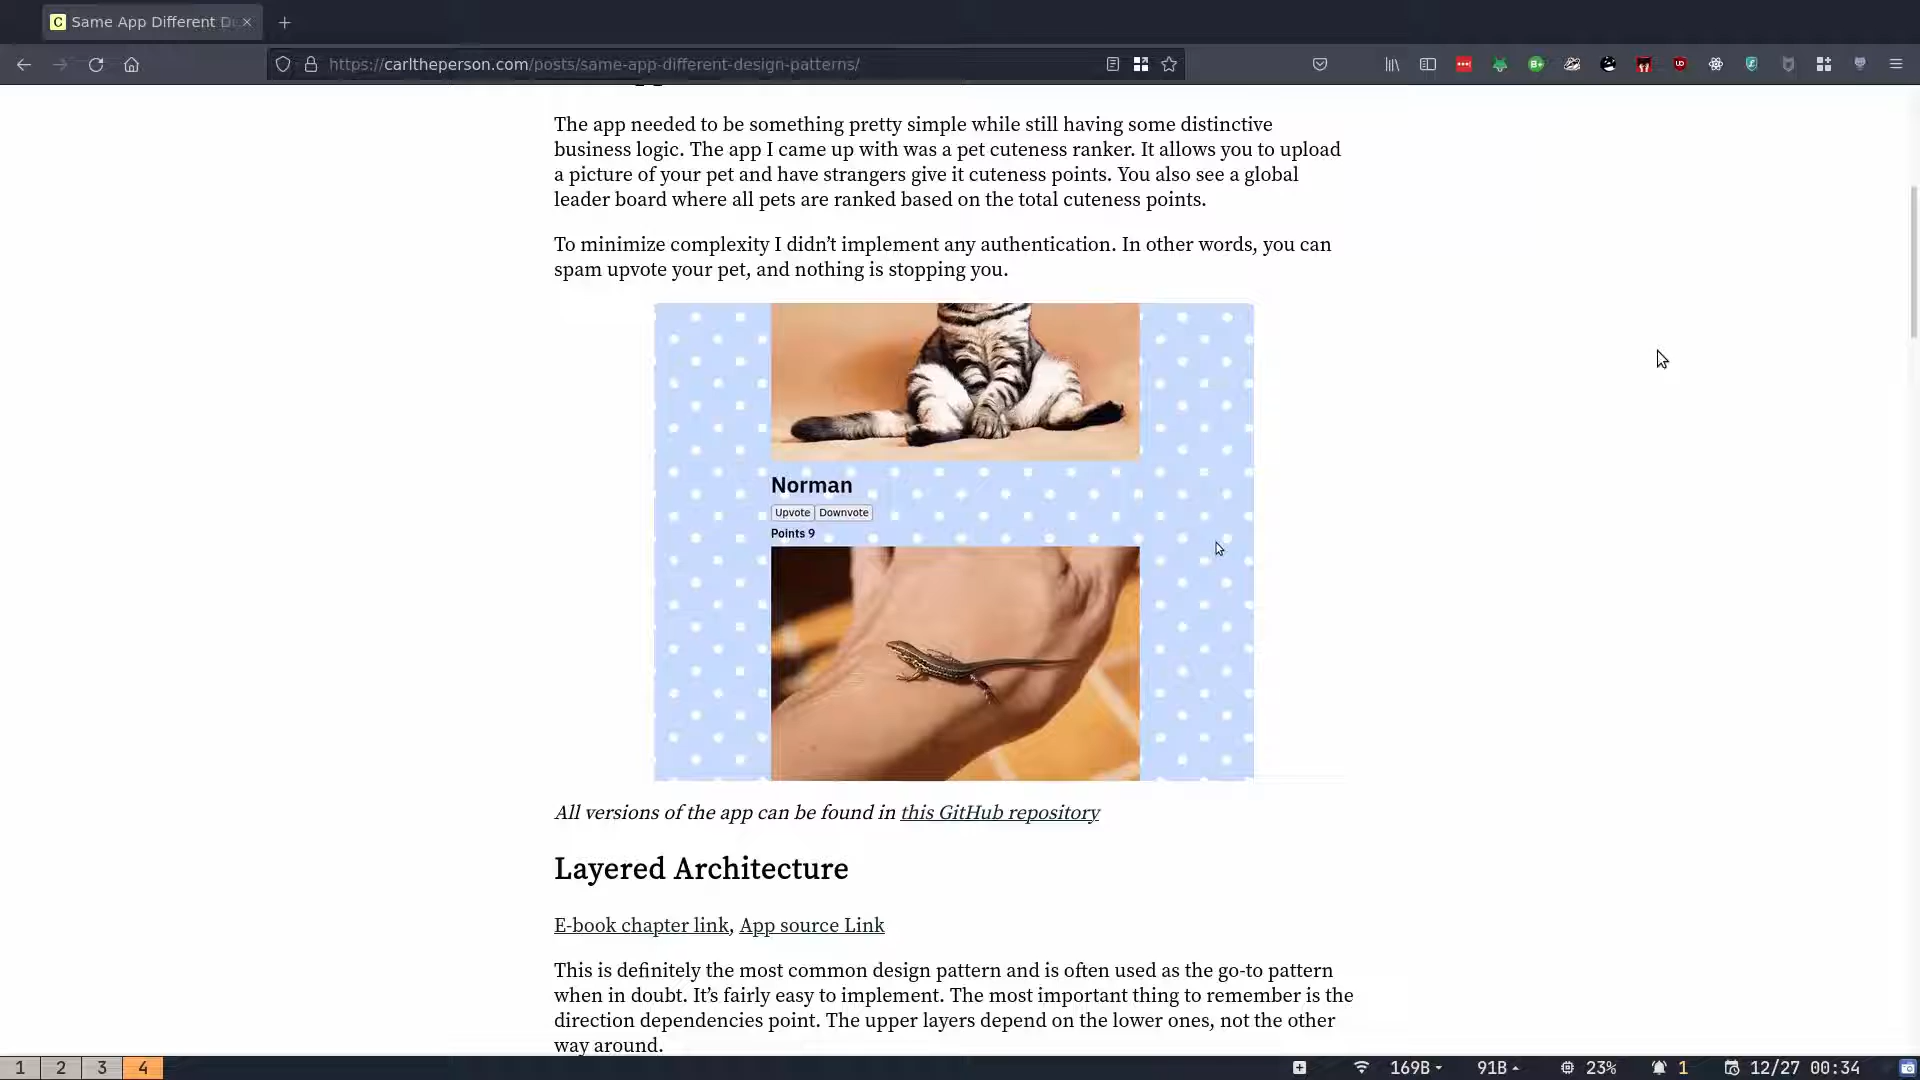 Same App Different D
https://carltheperson.com/posts/same-app-different-design-patterns/
The app needed to be something pretty simple while still having some distinctive
business logic. The app I came up with was a pet cuteness ranker. It allows you to upload
a picture of your pet and have strangers give it cuteness points. You also see a global
leader board where all pets are ranked based on the total cuteness points.
To minimize complexity I didn’t implement any authentication. In other words, you can
spam upvote your pet, and nothing is stopping you.
Norman
Upvote Downvote
Points 9
All versions of the app can be found in this GitHub repository
Layered Architecture
E-book chapter link, App source Link
This is definitely the most common design pattern and is often used as the go-to pattern
when in doubt. It’s fairly easy to implement. The most important thing to remember is the
direction dependencies point. The upper layers depend on the lower ones, not the other
way around.
1 2 3 4 169B 91B 23% 1 12/27 00:34